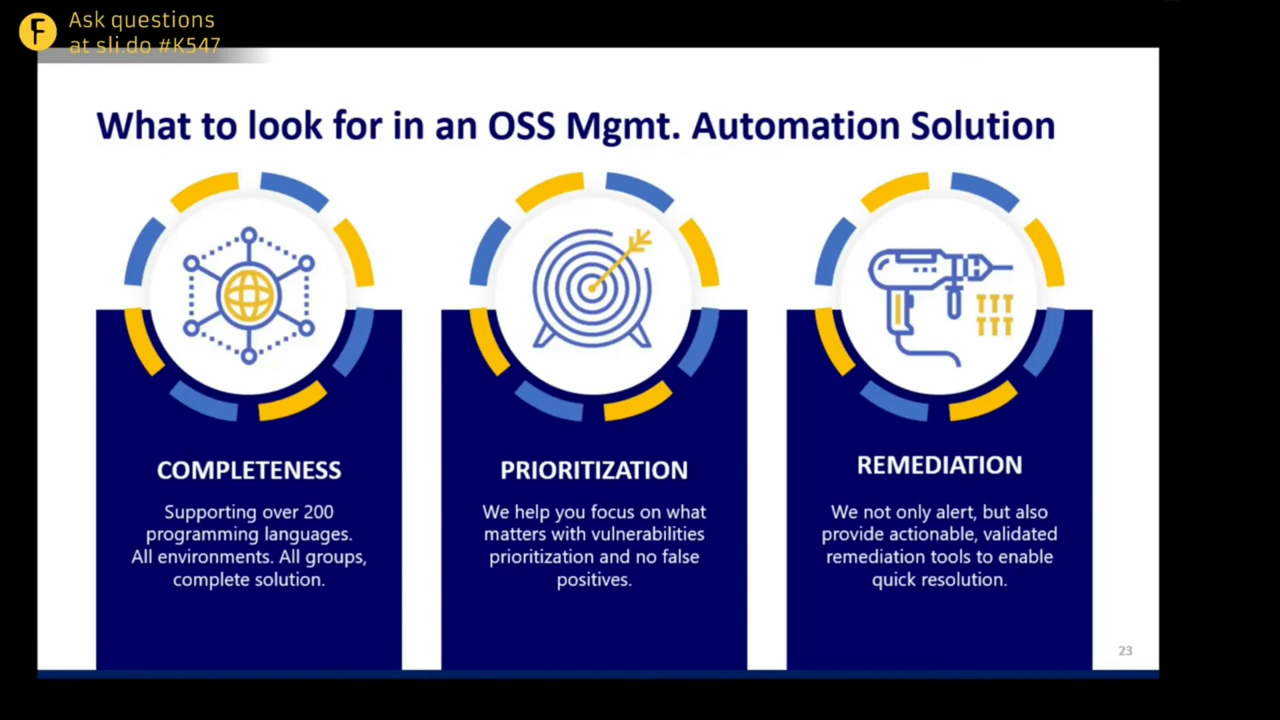 F
Ask questions
at sli.do #K547
What to look for in an OSS Mgmt. Automation Solution
COMPLETENESS
Supporting over 200
programming languages.
All environments. All groups,
complete solution.
PRIORITIZATION
We help you focus on what
matters with vulnerabilities
prioritization and no false
positives.
REMEDIATION
We not only alert, but also
provide actionable, validated
remediation tools to enable
quick resolution.
23